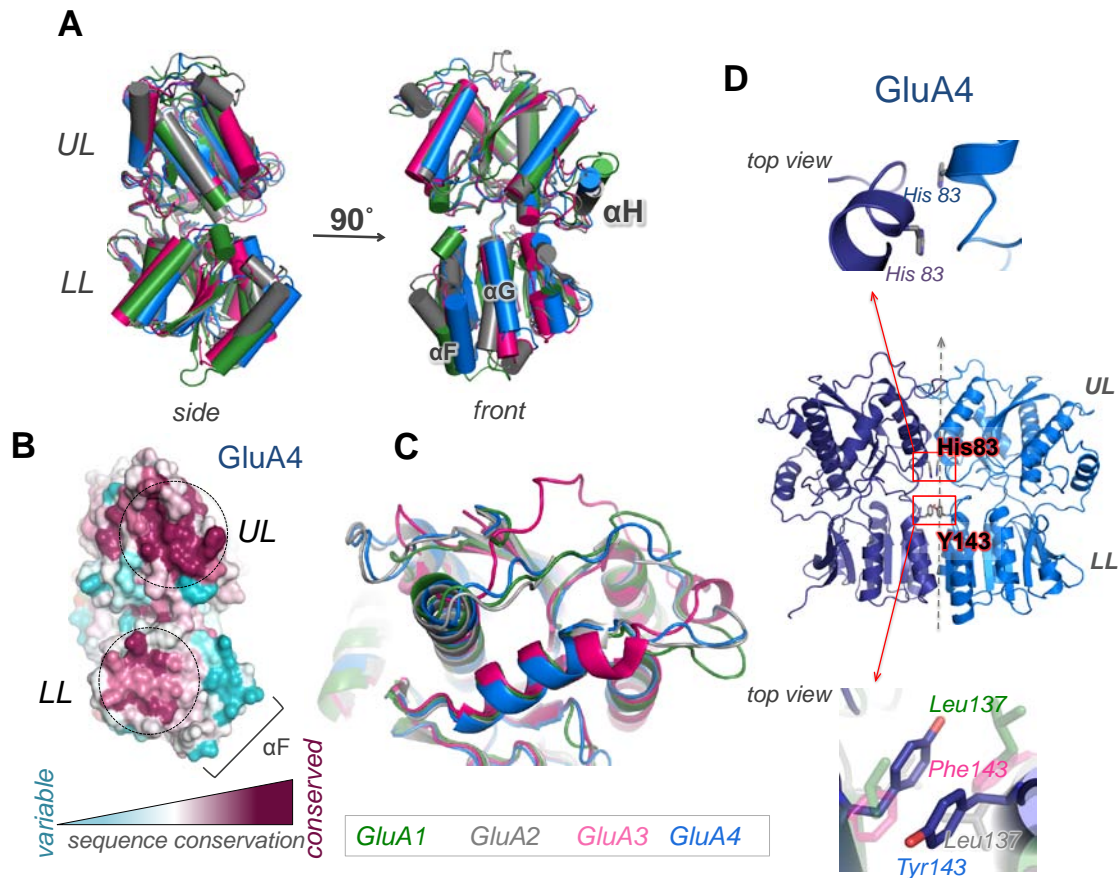 A
UL
LL
90°
αH
αG
αF
side
front
B
GluA4
UL
LL
αF
variable
sequence conservation
conserved
C
GluA1 GluA2 GluA3 GluA4
D
GluA4
top view
His 83
His 83
UL
His83
Y143
LL
top view
Leu137
Phe143
Leu137
Tyr143